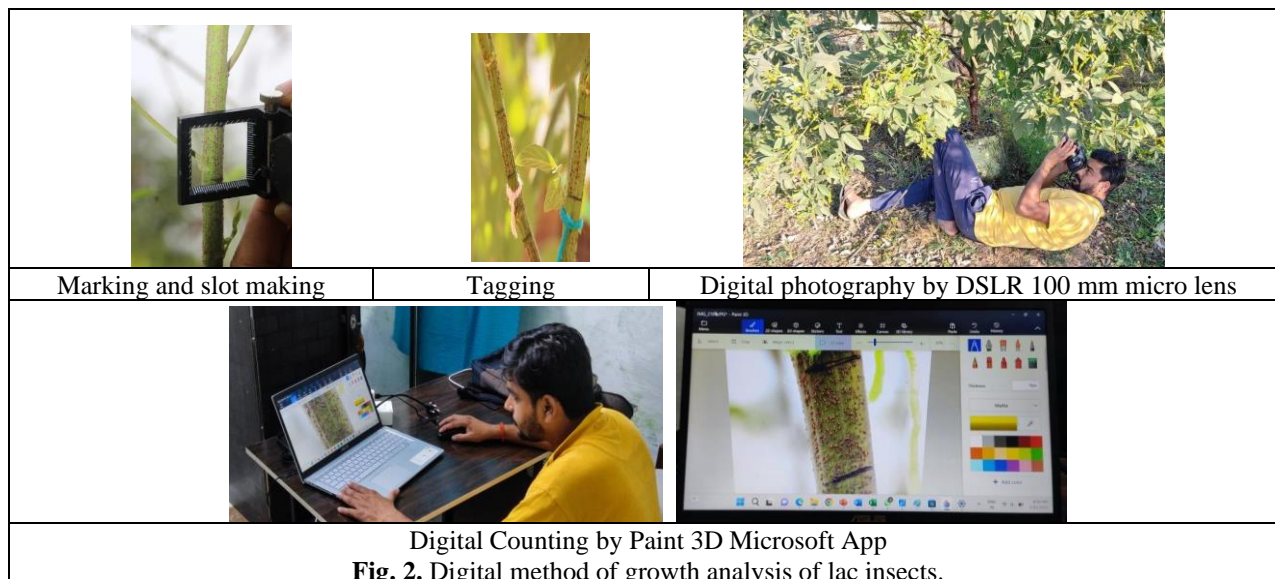 Marking and slot making
Tagging
Digital photography by DSLR 100 mm micro lens
Digital Counting by Paint 3D Microsoft App
Fig. 2. Digital method of growth analysis of lac insects.